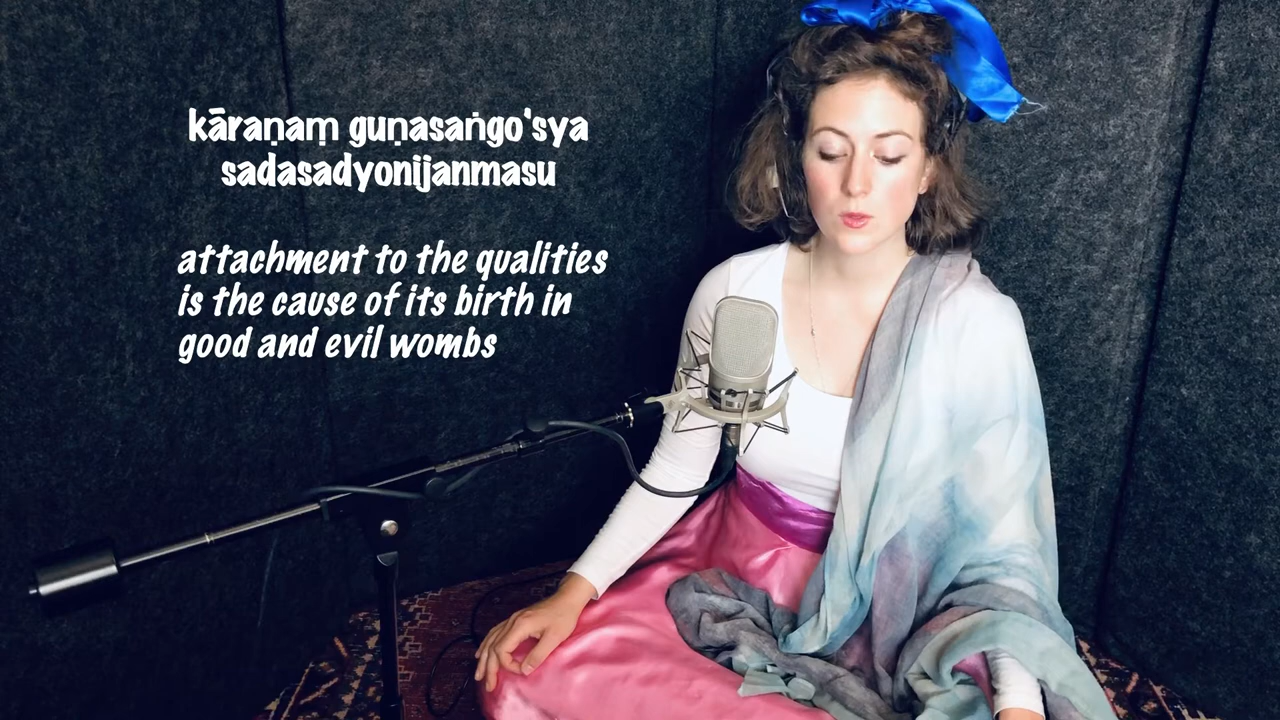 kāraṇaṃ guṇasaṅgo'sya
sadasadyonijanmasu
attachment to the qualities
is the cause of its birth in
good and evil wombs